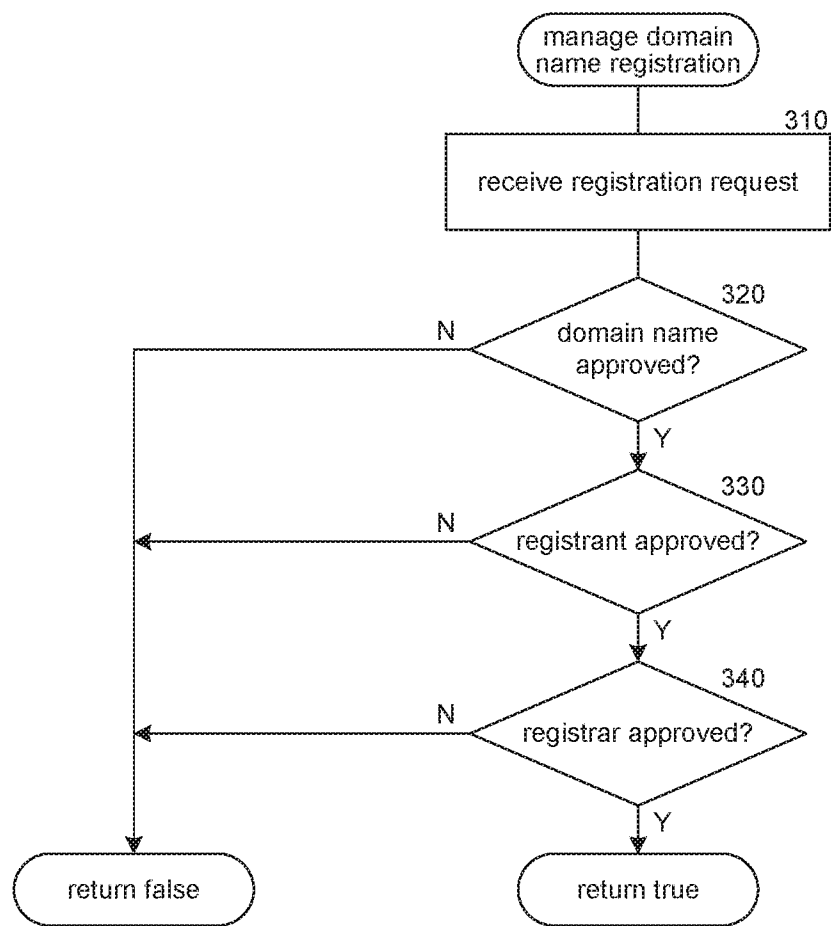 manage domain
name registration
310
receive registration request
320
N
domain name
approved?
Y
330
N
registrant approved?
Y
340
N
registrar approved?
Y
return false
return true